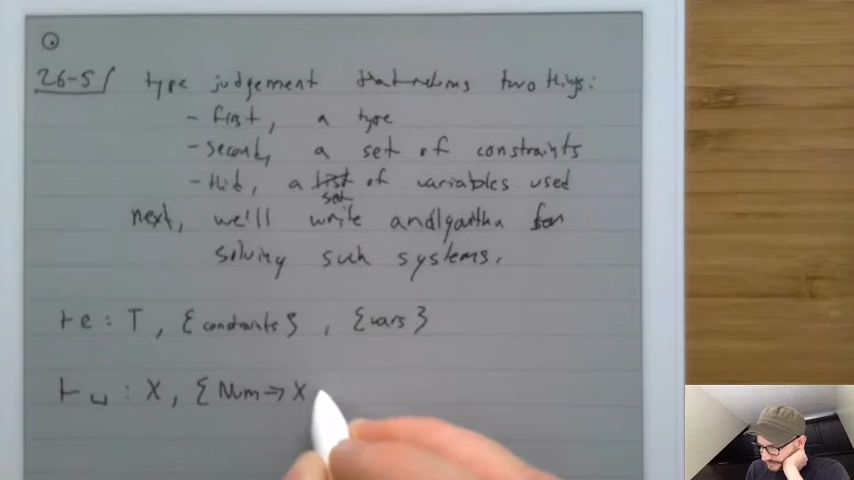 26-5/ type judgement that returns two things:
- first, a type
- second, a set of constraints
- third, a list set of variables used
next, we'll write an algorithm for
solving such systems.
⊢ e : T, {constraints}, {vars}
⊢ ␣ : X, {Num → X